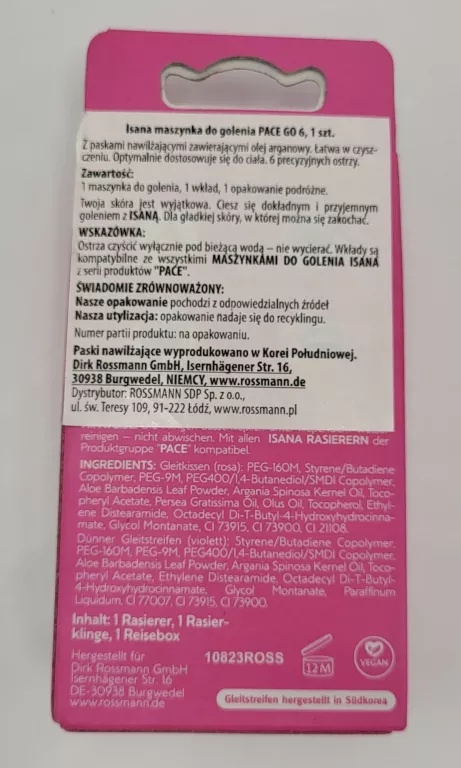 Isana maszynka do golenia PACE GO 6, 1 szt.
Z paskami nawilżającymi zawierającymi olej arganowy. Łatwa w czysz-
czeniu. Optymalnie dostosowuje się do ciała. 6 precyzyjnych ostrzy.
Zawartość:
1 maszynka do golenia, 1 wkład, 1 opakowanie podróżne.
Twoja skóra jest wyjątkowa. Ciesz się dokładnym i przyjemnym
goleniem z ISANĄ. Dla gładkiej skóry, w której można się zakochać.
WSKAZÓWKA:
Ostrza czyścić wyłącznie pod bieżącą wodą – nie wycierać. Wkłady są
kompatybilne ze wszystkimi MASZYNKAMI DO GOLENIA ISANA
z serii produktów "PACE".
ŚWIADOMIE ZRÓWNOWAŻONY:
Nasze opakowanie pochodzi z odpowiedzialnych źródeł
Nasza utylizacja: opakowanie nadaje się do recyklingu.
Numer partii produktu: na opakowaniu.
Paski nawilżające wyprodukowano w Korei Południowej.
Dirk Rossmann GmbH, Isernhägener Str. 16,
30938 Burgwedel, NIEMCY, www.rossmann.de
Dystrybutor: ROSSMANN SDP Sp. z o.o.,
ul. św. Teresy 109, 91-222 Łódź, www.rossmann.pl
reinigen – nicht abwischen. Mit allen ISANA RASIERERN der
Produktgruppe "PACE" kompatibel.
INGREDIENTS: Gleitkissen (rosa): PEG-160M, Styrene/Butadiene
Copolymer, PEG-9M, PEG400/1,4-Butanediol/SMDI Copolymer,
Aloe Barbadensis Leaf Powder, Argania Spinosa Kernel Oil, Toco-
pheryl Acetate, Persea Gratissima Oil, Olus Oil, Tocopherol, Ethyl-
ene Distearamide, Octadecyl Di-T-Butyl-4-Hydroxyhydrocinna-
mate, Glycol Montanate, CI 73915, CI 73900, CI 21108.
Dünner Gleitstreifen (violett): Styrene/Butadiene Copolymer,
PEG-160M, PEG-9M, PEG400/1,4-Butanediol/SMDI Copolymer,
Aloe Barbadensis Leaf Powder, Argania Spinosa Kernel Oil, Toco-
pheryl Acetate, Ethylene Distearamide, Octadecyl Di-T-Butyl-
4-Hydroxyhydrocinnamate, Glycol Montanate, Paraffinum
Liquidum, CI 77007, CI 73915, CI 73900.
Inhalt: 1 Rasierer, 1 Rasier-
klinge, 1 Reisebox
Hergestellt für
Dirk Rossmann GmbH
Isernhägener Str. 16
DE-30938 Burgwedel
www.rossmann.de
10823ROSS
12M
VEGAN
Gleitstreifen hergestellt in Südkorea